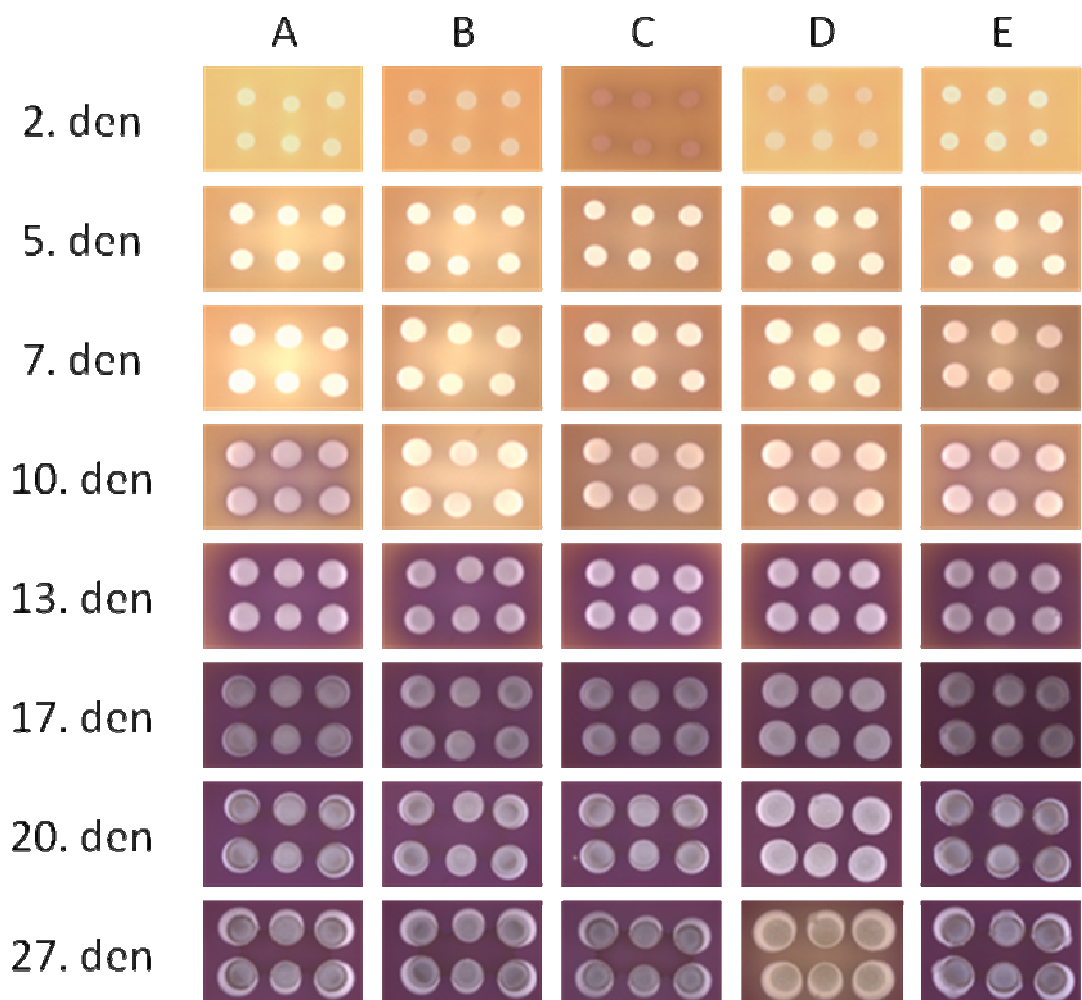 A B C D E
2. den
5. den
7. den
10. den
13. den
17. den
20. den
27. den